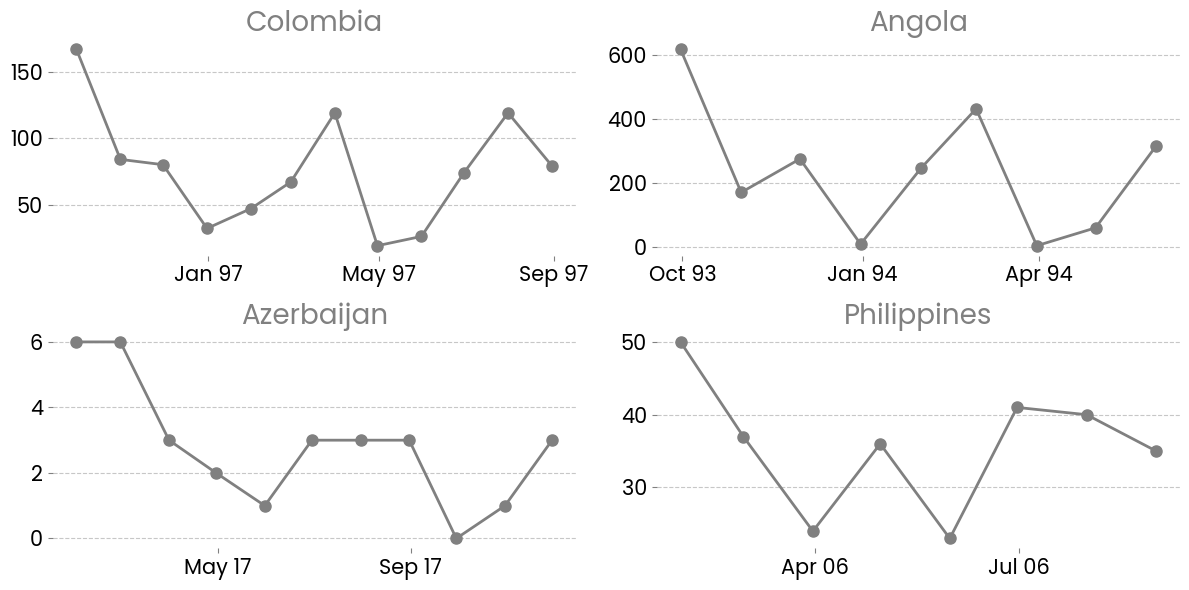 Colombia
150
100
50
Jan 97
May 97
Sep 97
Angola
600
400
200
0
Oct 93
Jan 94
Apr 94
Azerbaijan
6
4
2
0
May 17
Sep 17
Philippines
50
40
30
Apr 06
Jul 06